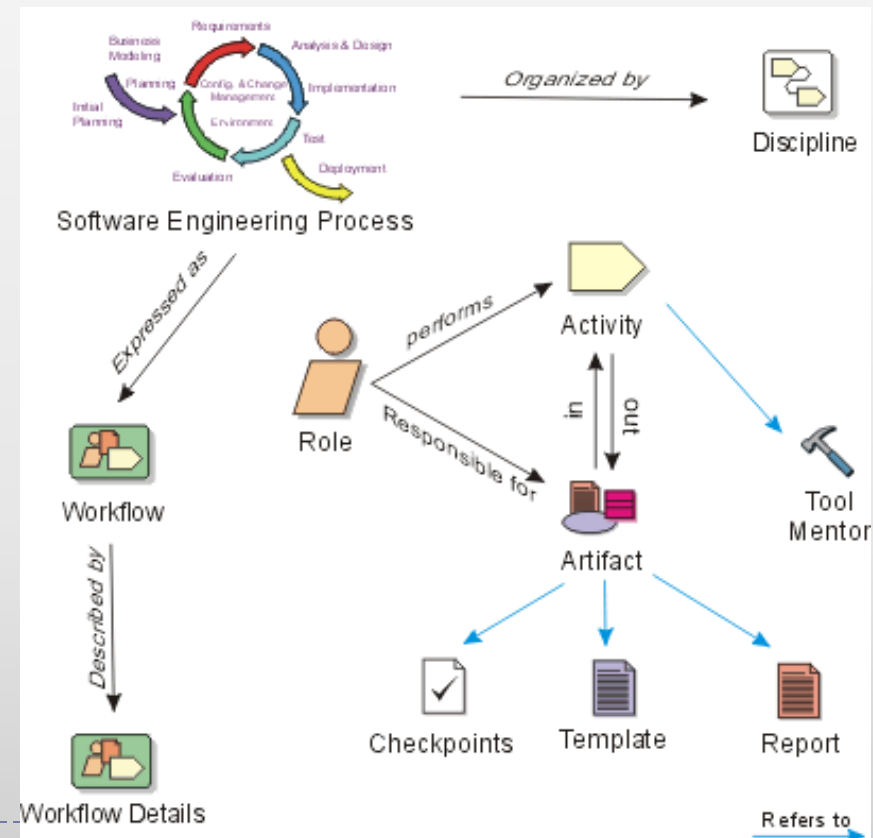 Requirements
Business
Modeling
Analysis & Design
Planning
Config. & Change
Management
Implementation
Initial
Planning
Environment
Test
Evaluation
Deployment
Software Engineering Process
Organized by
Discipline
Expressed as
performs
Activity
Role
Responsible for
in
out
Workflow
Tool
Mentor
Artifact
Described by
Checkpoints
Template
Report
Workflow Details
Refers to